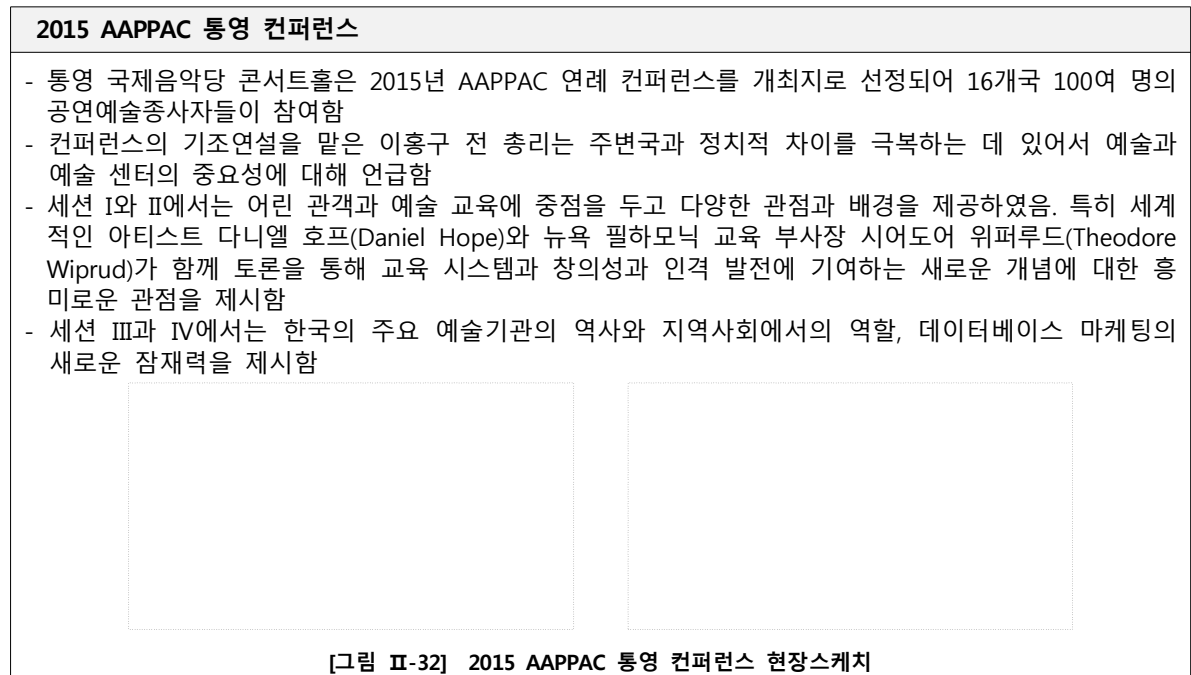 2015 AAPPAC 통영 컨퍼런스
- 통영 국제음악당 콘서트홀은 2015년 AAPPAC 연례 컨퍼런스를 개최지로 선정되어 16개국 100여 명의
공연예술종사자들이 참여함
- 컨퍼런스의 기조연설을 맡은 이홍구 전 총리는 주변국과 정치적 차이를 극복하는 데 있어서 예술과
예술 센터의 중요성에 대해 언급함
- 세션 I와 Ⅱ에서는 어린 관객과 예술 교육에 중점을 두고 다양한 관점과 배경을 제공하였음. 특히 세계
적인 아티스트 다니엘 호프(Daniel Hope)와 뉴욕 필하모닉 교육 부사장 시어도어 위퍼루드(Theodore
Wiprud)가 함께 토론을 통해 교육 시스템과 창의성과 인격 발전에 기여하는 새로운 개념에 대한 흥
미로운 관점을 제시함
- 세션 Ⅲ과 Ⅳ에서는 한국의 주요 예술기관의 역사와 지역사회에서의 역할, 데이터베이스 마케팅의
새로운 잠재력을 제시함
[그림 Ⅱ-32] 2015 AAPPAC 통영 컨퍼런스 현장스케치